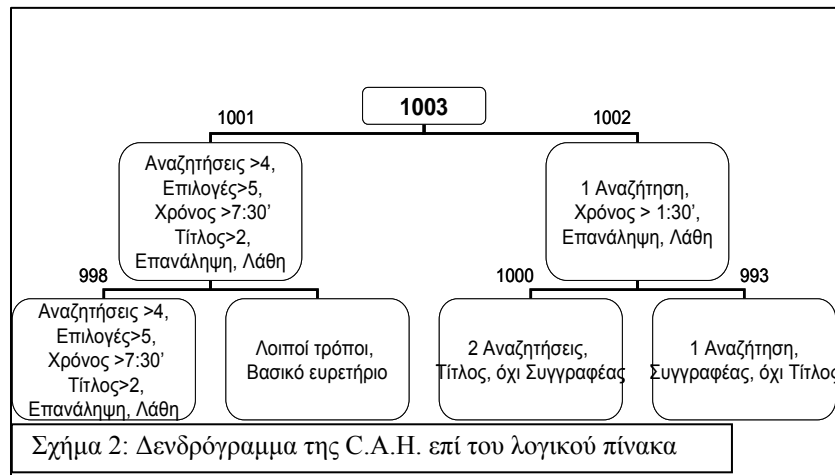 1003
1001
1002
Αναζητήσεις >4,
Επιλογές>5,
Χρόνος >7:30‘
Τίτλος>2,
Επανάληψη, Λάθη
1 Αναζήτηση,
Χρόνος > 1:30’,
Επανάληψη, Λάθη
998
1000
993
Αναζητήσεις >4,
Επιλογές>5,
Χρόνος >7:30‘
Τίτλος>2,
Επανάληψη, Λάθη
Λοιποί τρόποι,
Βασικό ευρετήριο
2 Αναζητήσεις,
Τίτλος, όχι Συγγραφέας
1 Αναζήτηση,
Συγγραφέας, όχι Τίτλος
Σχήμα 2: Δενδρόγραμμα της C.A.H. επί του λογικού πίνακα